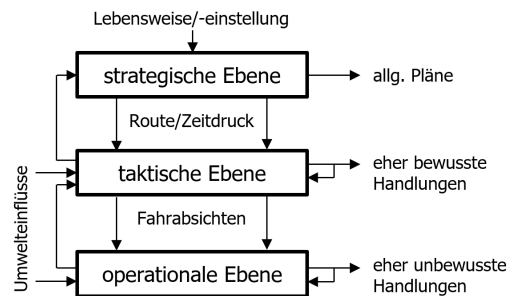 Lebensweise/-einstellung
strategische Ebene
allg. Pläne
Route/Zeitdruck
taktische Ebene
eher bewusste
Handlungen
Umwelteinflüsse
Fahrabsichten
operationale Ebene
eher unbewusste
Handlungen